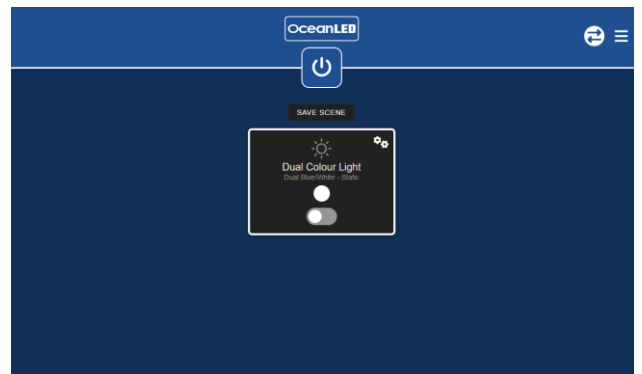 OceanLED
SAVE SCENE
Dual Colour Light
Dual Blue/White - Static